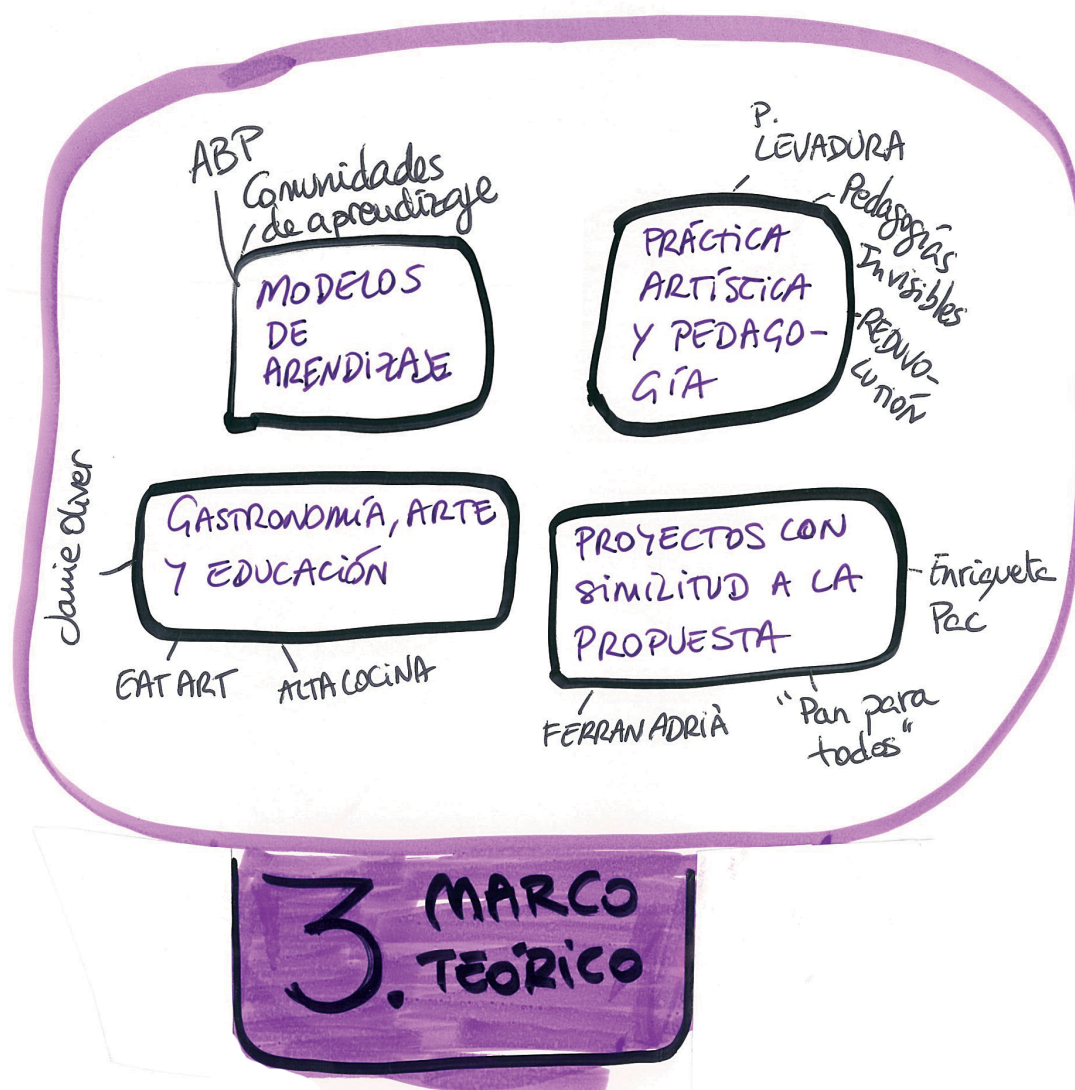 ABP
Comunidades
de aprendizaje
MODELOS
DE
ARENDIZAJE
P.
LEVADURA
Pedagogías
Invisibles
REDUVO-
LUTIÓN
PRÁCTICA
ARTÍSTICA
Y PEDAGO-
GÍA
Jamie Oliver
GASTRONOMÍA, ARTE
Y EDUCACIÓN
EAT ART
ALTA COCINA
PROYECTOS CON
SIMILITUD A LA
PROPUESTA
Enriqueta
Pac
FERRAN ADRIÀ
"Pan para
todos"
3. MARCO
TEÓRICO